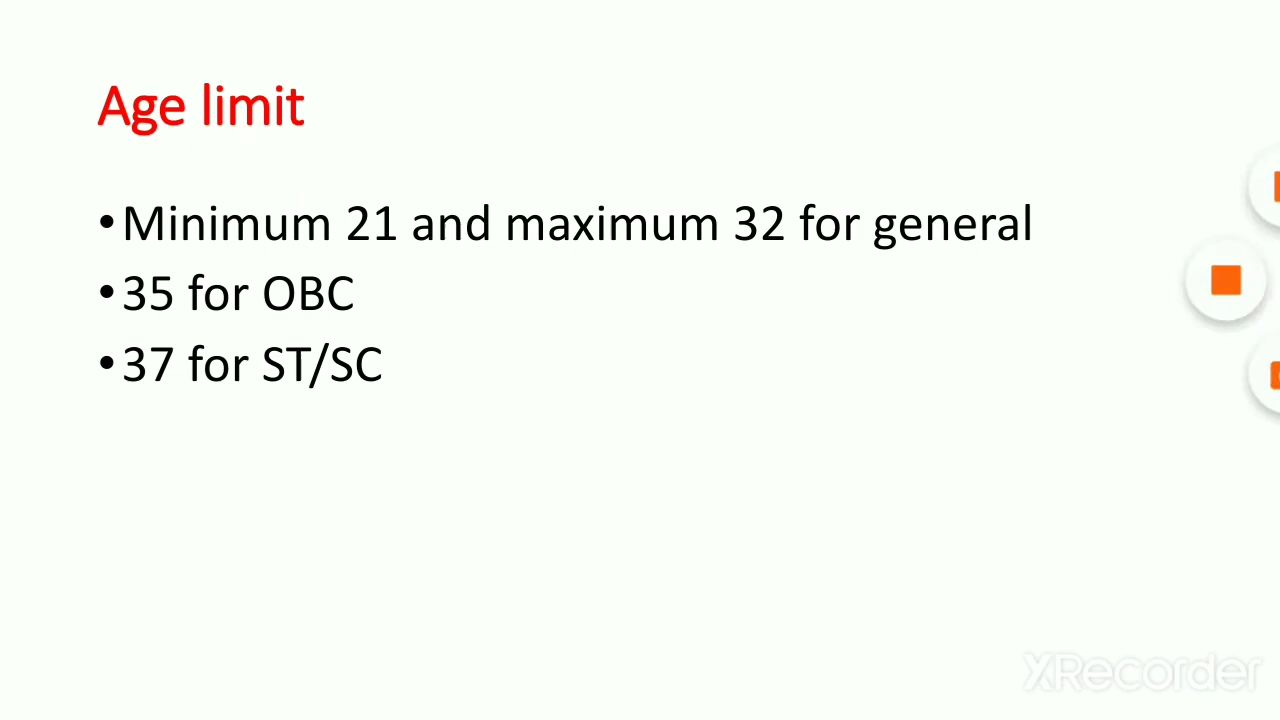 Age limit
•Minimum 21 and maximum 32 for general
•35 for OBC
•37 for ST/SC
XRecorder